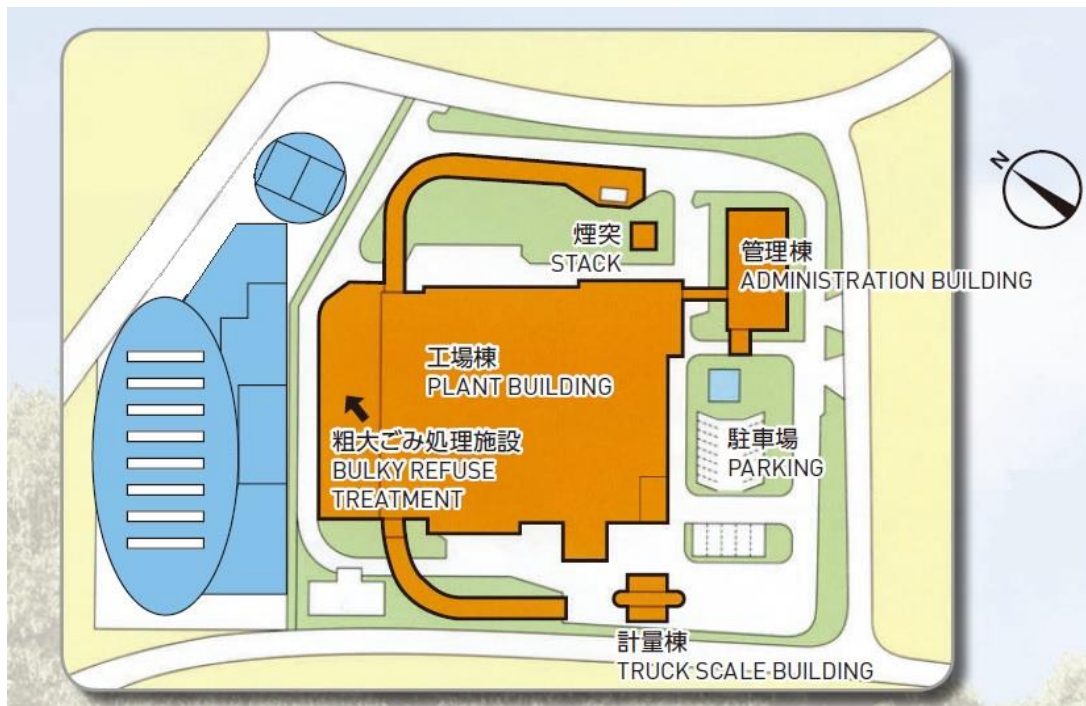 N
煙突
STACK
管理棟
ADMINISTRATION BUILDING
工場棟
PLANT BUILDING
粗大ごみ処理施設
BULKY REFUSE
TREATMENT
駐車場
PARKING
計量棟
TRUCK SCALE BUILDING